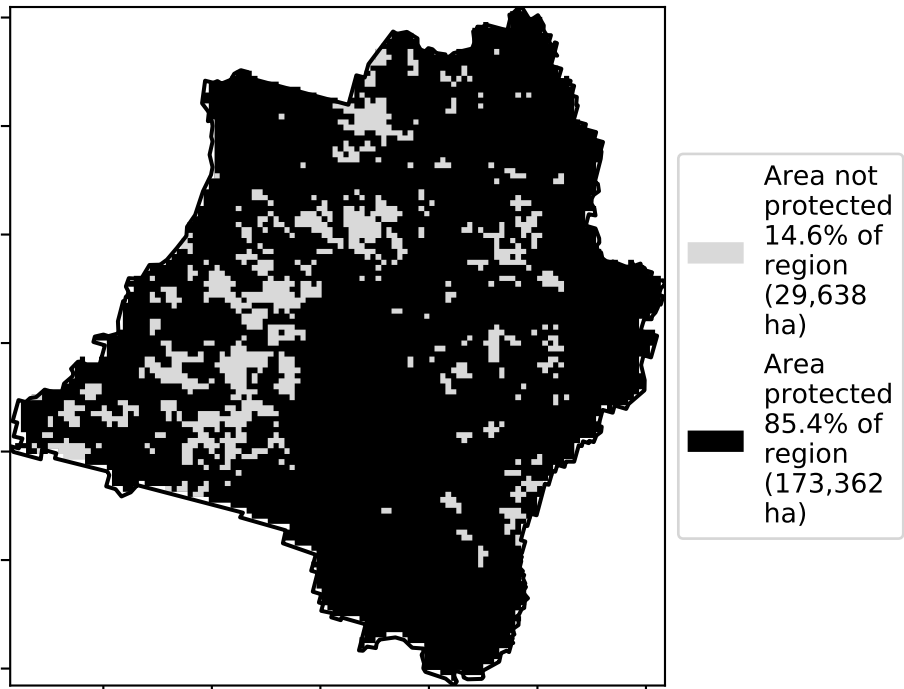 Area not
protected
14.6% of
region
(29,638
ha)
Area
protected
85.4% of
region
(173,362
ha)